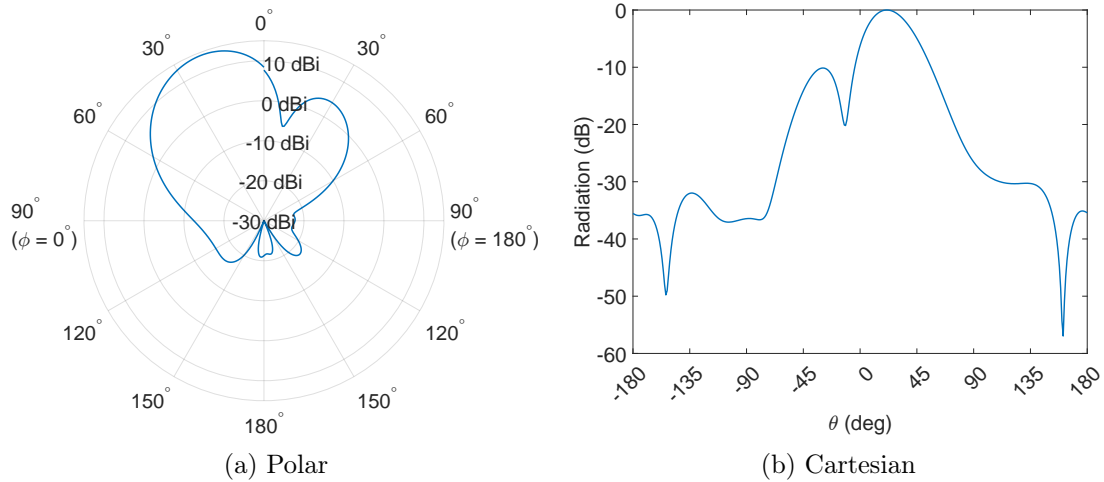 0°
30°
30°
60°
60°
90°
(ϕ = 0°)
90°
(ϕ = 180°)
120°
120°
150°
150°
180°
10 dBi
0 dBi
-10 dBi
-20 dBi
-30 dBi
(a) Polar
Radiation (dB)
0
-10
-20
-30
-40
-50
-60
-180
-135
-90
-45
0
45
90
135
180
θ (deg)
(b) Cartesian